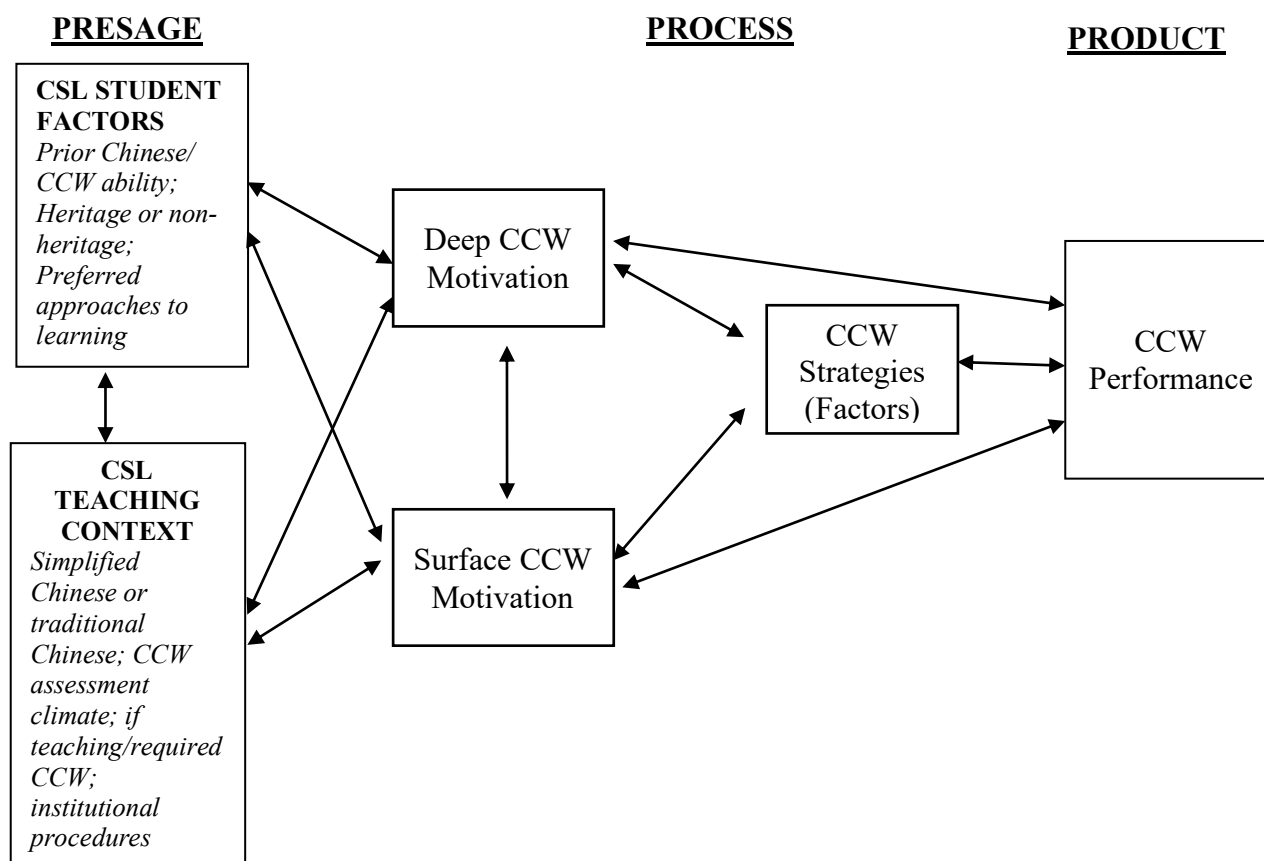 PRESAGE
PROCESS
PRODUCT
CSL STUDENT
FACTORS
Prior Chinese/
CCW ability;
Heritage or non-
heritage;
Preferred
approaches to
learning
Deep CCW
Motivation
CCW
Strategies
(Factors)
CCW
Performance
CSL
TEACHING
CONTEXT
Simplified
Chinese or
traditional
Chinese; CCW
assessment
climate; if
teaching/required
CCW;
institutional
procedures
Surface CCW
Motivation